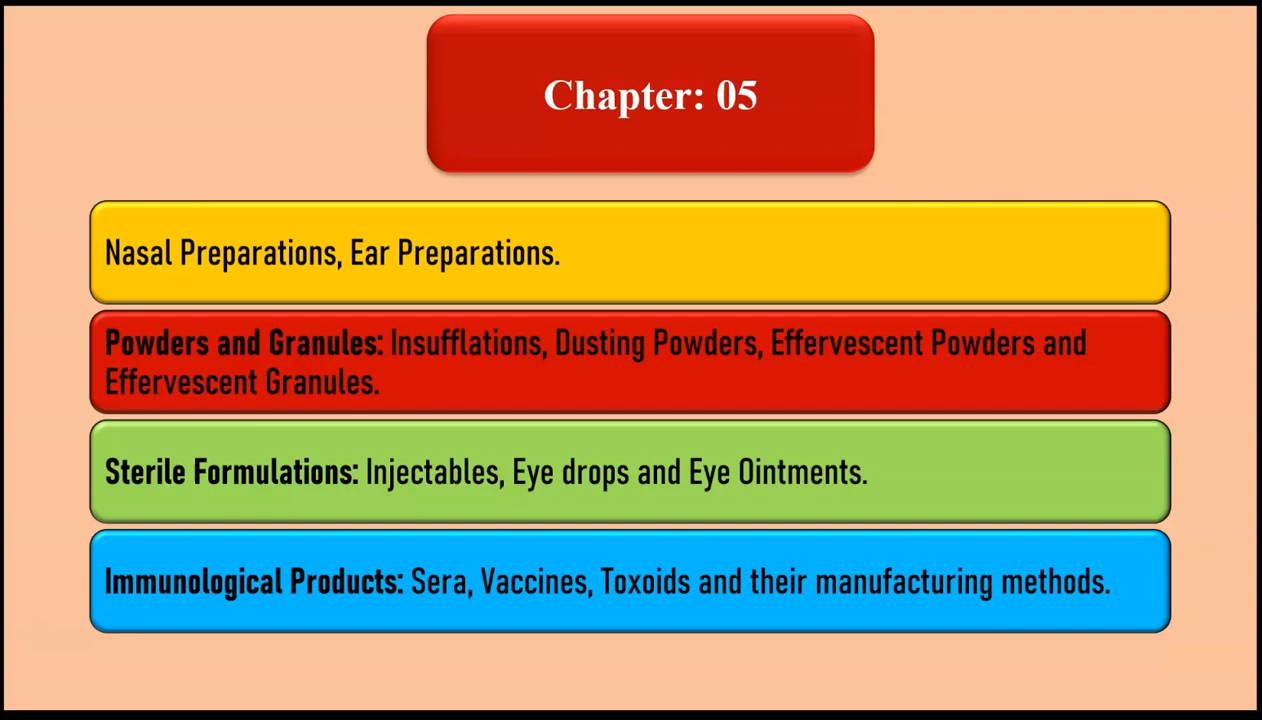 Chapter: 05
Nasal Preparations, Ear Preparations.
Powders and Granules: Insufflations, Dusting Powders, Effervescent Powders and
Effervescent Granules.
Sterile Formulations: Injectables, Eye drops and Eye Ointments.
Immunological Products: Sera, Vaccines, Toxoids and their manufacturing methods.